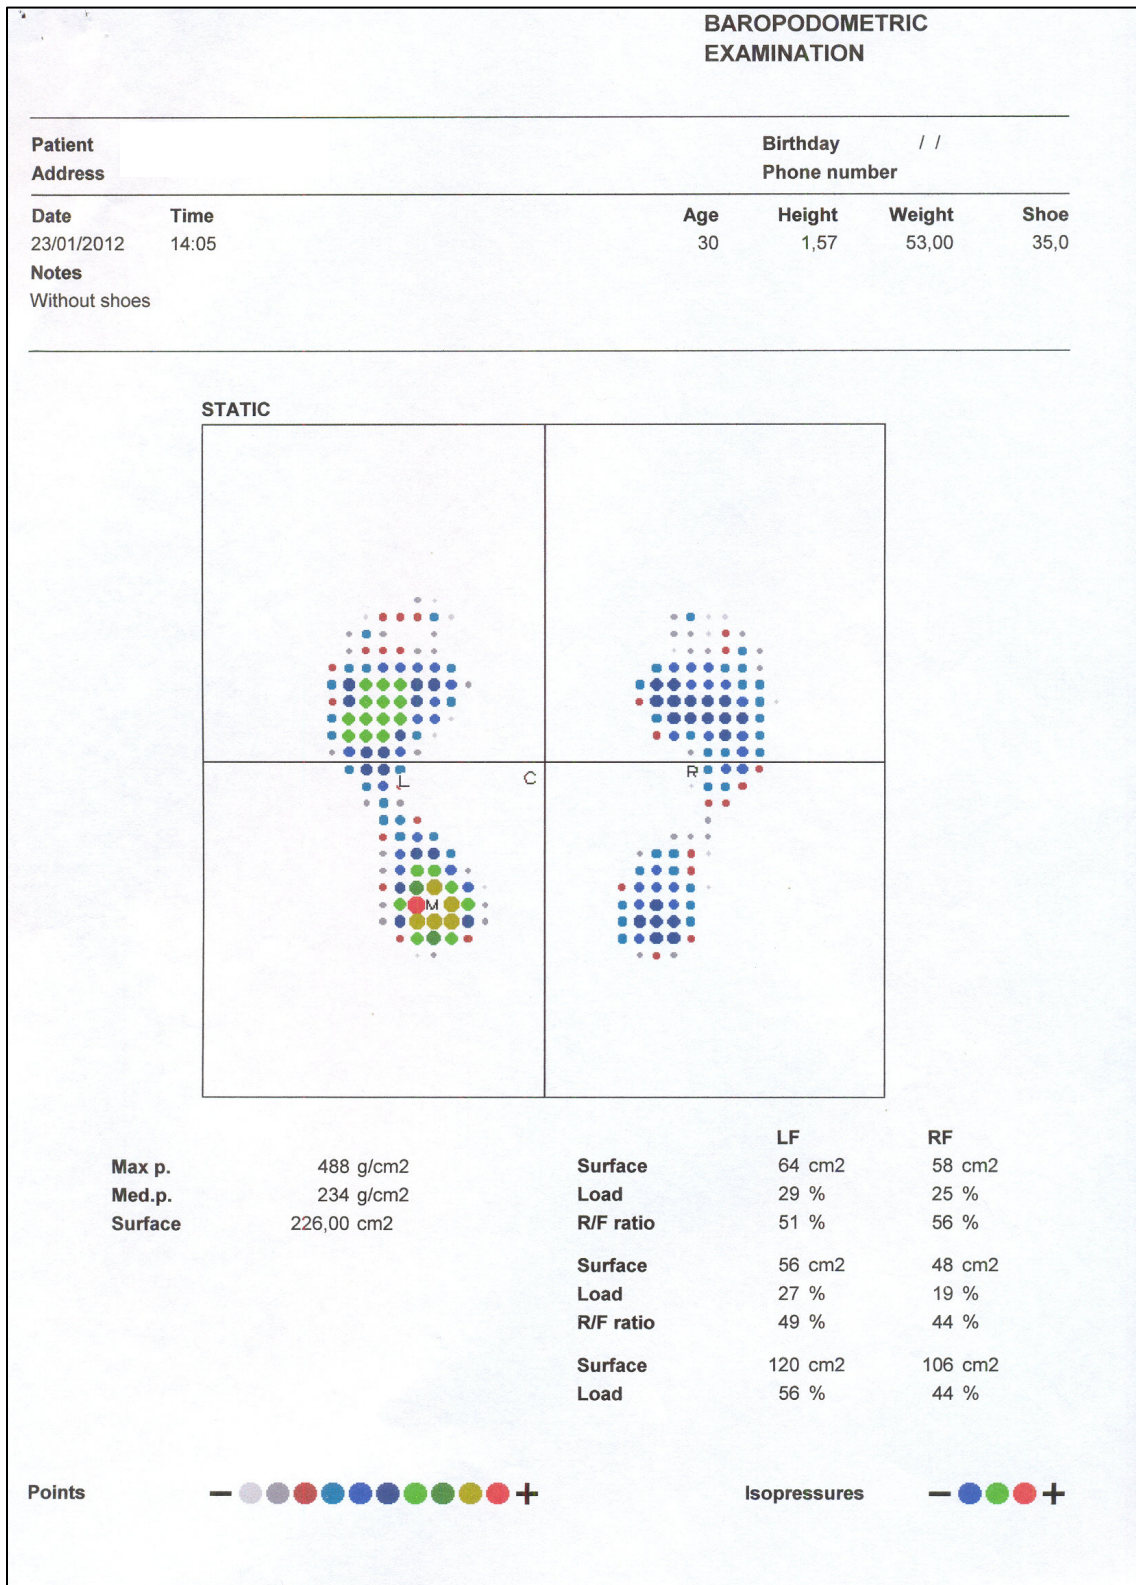 BAROPODOMETRIC
EXAMINATION
Patient
Birthday / /
Address
Phone number
Date Time Age Height Weight Shoe
23/01/2012 14:05 30 1,57 53,00 35,0
Notes
Without shoes
STATIC
L
C
R
M
LF RF
Max p. 488 g/cm2
Med.p. 234 g/cm2
Surface 226,00 cm2
Surface 64 cm2 58 cm2
Load 29 % 25 %
R/F ratio 51 % 56 %
Surface 56 cm2 48 cm2
Load 27 % 19 %
R/F ratio 49 % 44 %
Surface 120 cm2 106 cm2
Load 56 % 44 %
Points − +
Isopressures − +